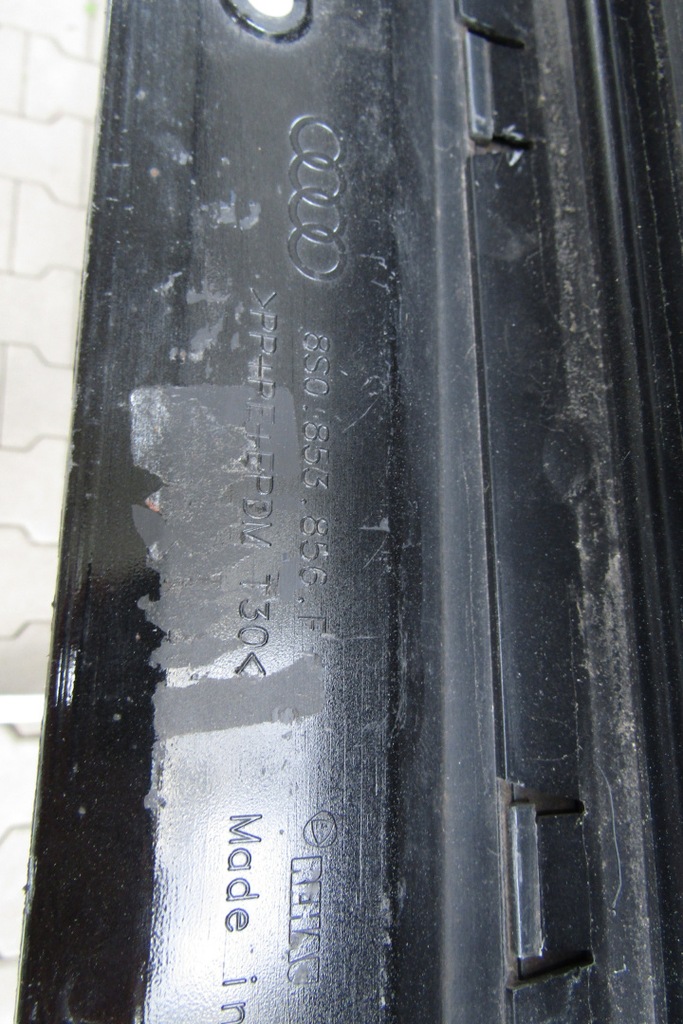 8S0.853.856.F
>PP+PE+EPDM T30<
REHAU
Made in